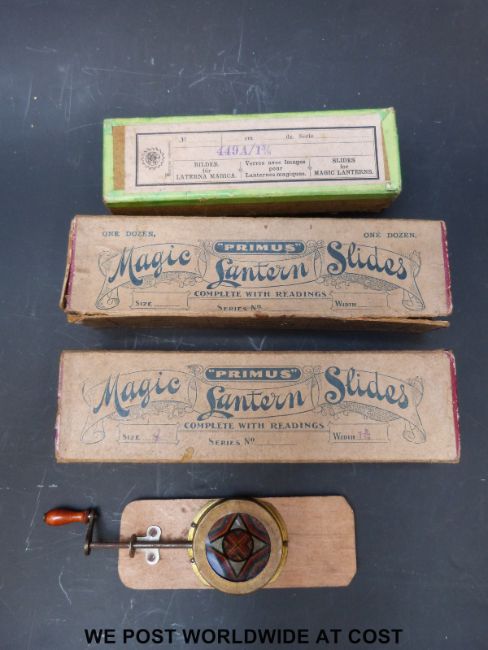 No cm de Série
449A/1¾
BILDER für LATERNA MAGICA.
Verres avec Images pour Lanternes magiques.
SLIDES for MAGIC LANTERNS.
ONE DOZEN. ONE DOZEN.
"PRIMUS"
Magic Lantern Slides
COMPLETE WITH READINGS
SIZE SERIES No WIDTH
"PRIMUS"
Magic Lantern Slides
COMPLETE WITH READINGS
SIZE SERIES No WIDTH
WE POST WORLDWIDE AT COST